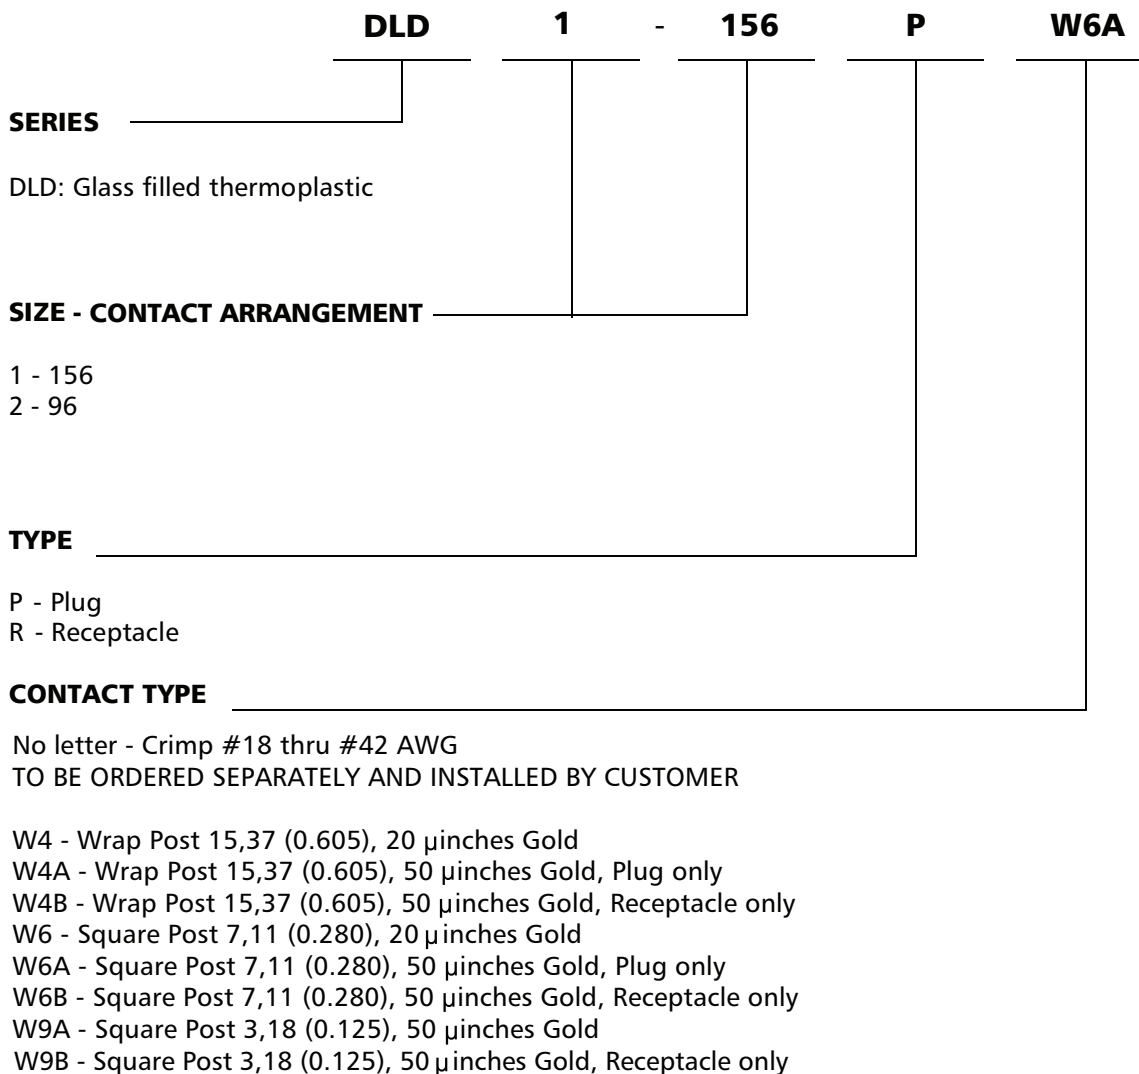 DLD 1 - 156 P W6A
SERIES
DLD: Glass filled thermoplastic
SIZE - CONTACT ARRANGEMENT
1 - 156
2 - 96
TYPE
P - Plug
R - Receptacle
CONTACT TYPE
No letter - Crimp #18 thru #42 AWG
TO BE ORDERED SEPARATELY AND INSTALLED BY CUSTOMER
W4 - Wrap Post 15,37 (0.605), 20 µinches Gold
W4A - Wrap Post 15,37 (0.605), 50 µinches Gold, Plug only
W4B - Wrap Post 15,37 (0.605), 50 µinches Gold, Receptacle only
W6 - Square Post 7,11 (0.280), 20 µinches Gold
W6A - Square Post 7,11 (0.280), 50 µinches Gold, Plug only
W6B - Square Post 7,11 (0.280), 50 µinches Gold, Receptacle only
W9A - Square Post 3,18 (0.125), 50 µinches Gold
W9B - Square Post 3,18 (0.125), 50 µinches Gold, Receptacle only